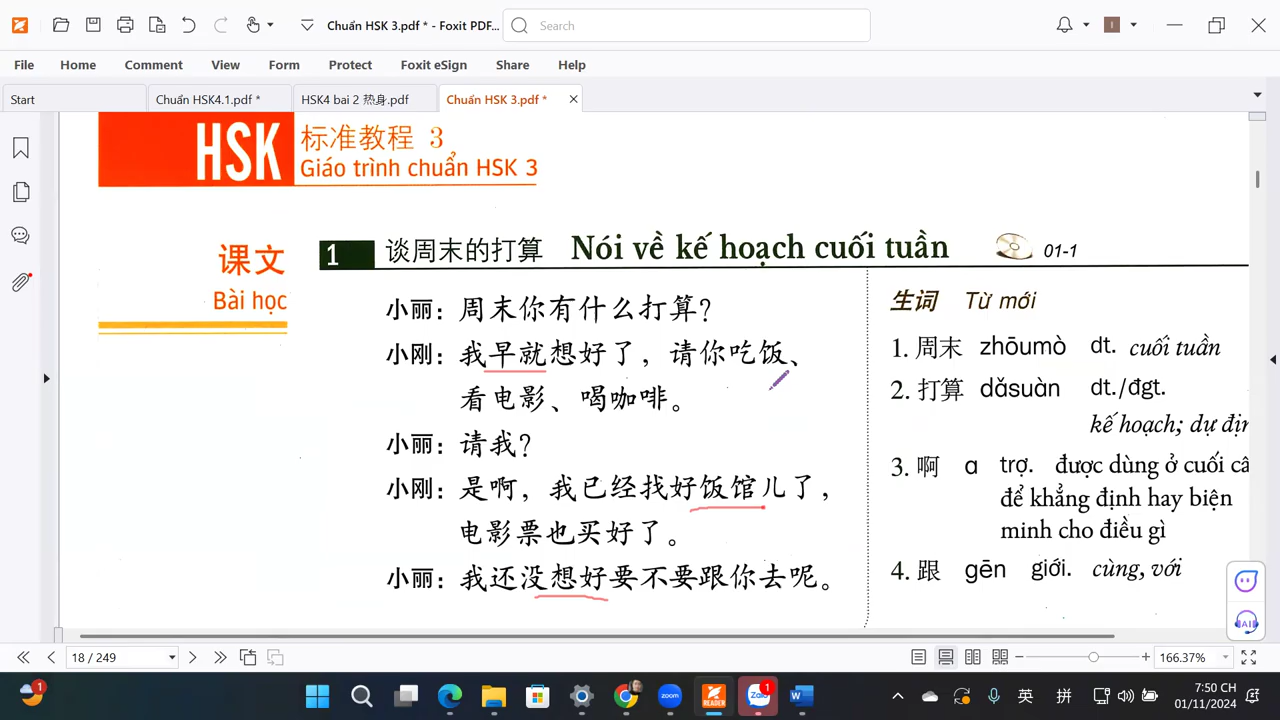 Chuẩn HSK 3.pdf * - Foxit PDF...
Search
File Home Comment View Form Protect Foxit eSign Share Help
Start
Chuẩn HSK4.1.pdf *
HSK4 bai 2 热身.pdf
Chuẩn HSK 3.pdf *
HSK 标准教程 3
Giáo trình chuẩn HSK 3
课文
Bài học
1 谈周末的打算 Nói về kế hoạch cuối tuần 01-1
小丽：周末你有什么打算？
小刚：我早就想好了，请你吃饭、
看电影、喝咖啡。
小丽：请我？
小刚：是啊，我已经找好饭馆儿了，
电影票也买好了。
小丽：我还没想好要不要跟你去呢。
生词 Từ mới
1. 周末 zhōumò dt. cuối tuần
2. 打算 dǎsuàn dt./đgt.
kế hoạch; dự địn
3. 啊 a trợ. được dùng ở cuối câ
để khẳng định hay biện
minh cho điều gì
4. 跟 gēn giới. cùng, với
AI
18 / 249
166.37%
1
READER
zoom
Zalo
1
英
拼
7:50 CH
01/11/2024